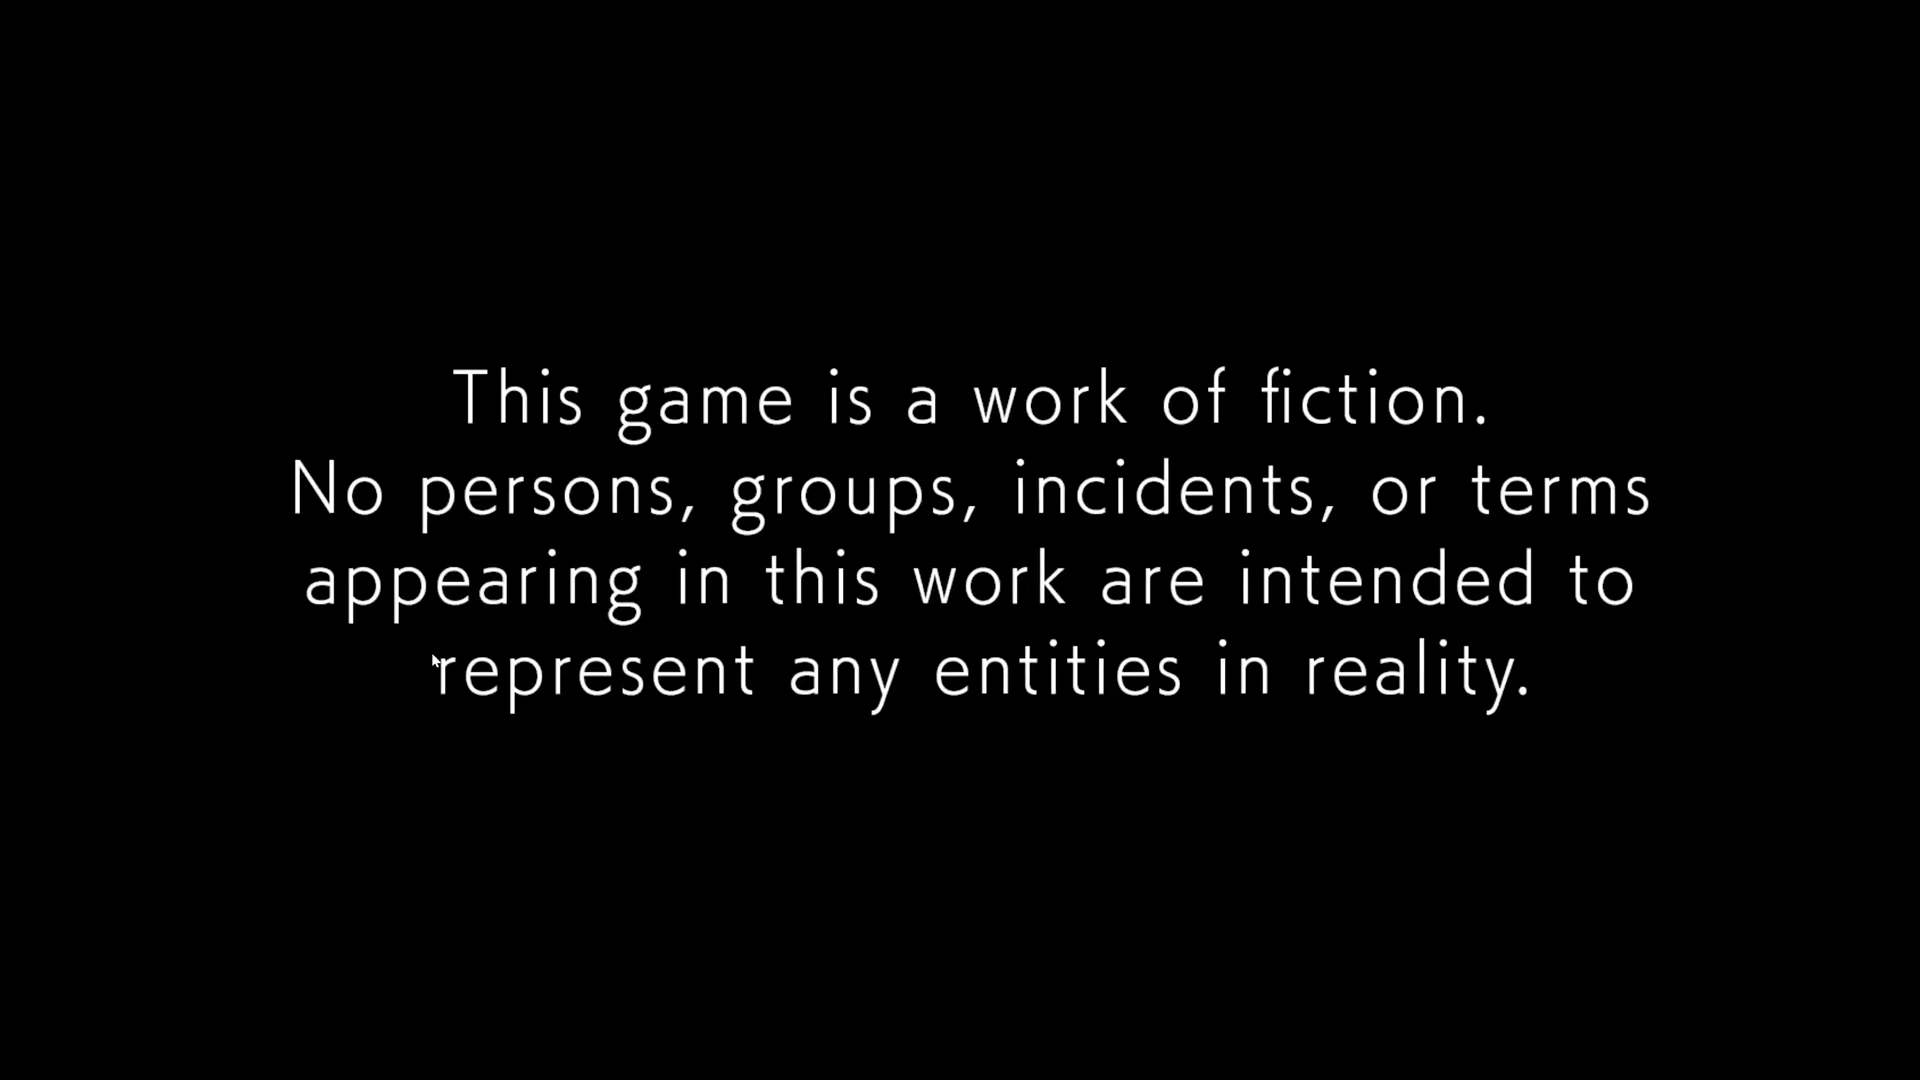 This game is a work of fiction.
No persons, groups, incidents, or terms
appearing in this work are intended to
represent any entities in reality.